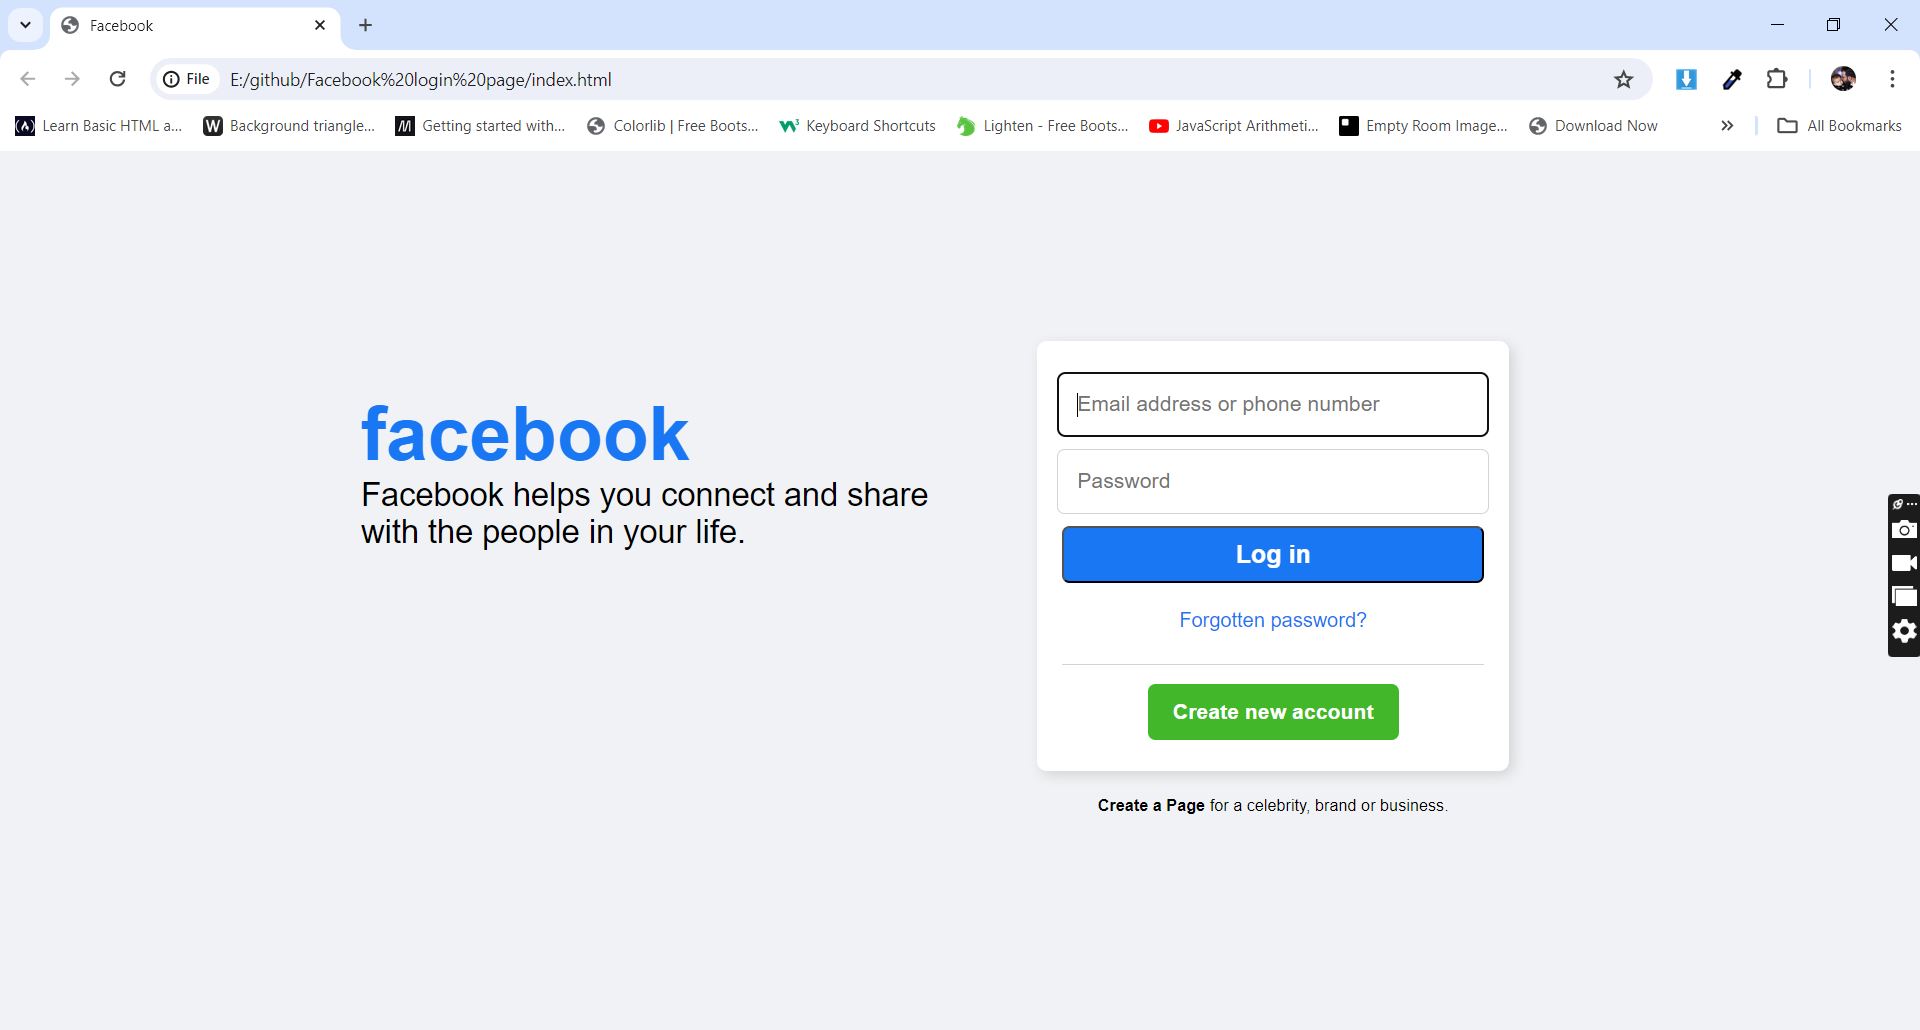 Facebook
File
E:/github/Facebook%20login%20page/index.html
Learn Basic HTML a...
Background triangle...
Getting started with...
Colorlib | Free Boots...
Keyboard Shortcuts
Lighten - Free Boots...
JavaScript Arithmeti...
Empty Room Image...
Download Now
All Bookmarks
facebook
Facebook helps you connect and share
with the people in your life.
Email address or phone number
Password
Log in
Forgotten password?
Create new account
Create a Page for a celebrity, brand or business.